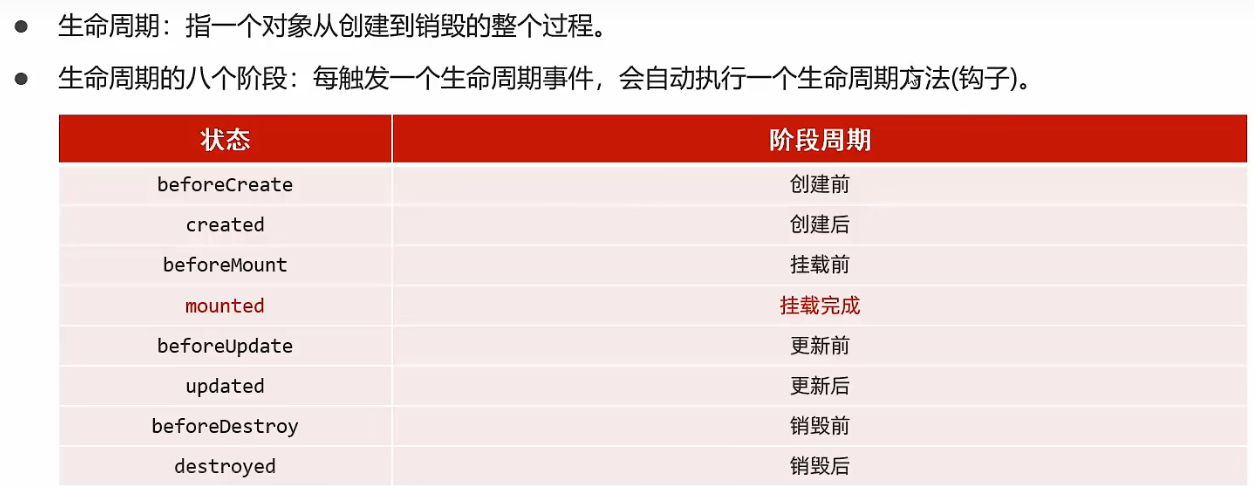 ● 生命周期：指一个对象从创建到销毁的整个过程。
● 生命周期的八个阶段：每触发一个生命周期事件，会自动执行一个生命周期方法(钩子)。
状态 阶段周期
beforeCreate 创建前
created 创建后
beforeMount 挂载前
mounted 挂载完成
beforeUpdate 更新前
updated 更新后
beforeDestroy 销毁前
destroyed 销毁后